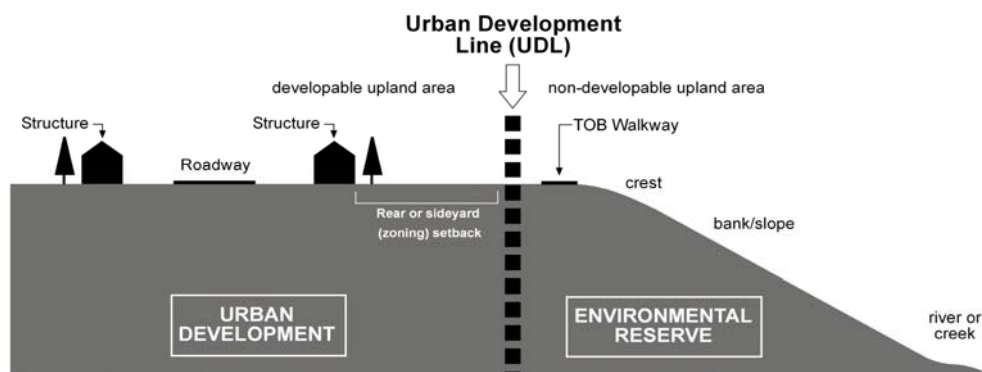 Urban Development
Line (UDL)
developable upland area
non-developable upland area
Structure
Structure
TOB Walkway
Roadway
crest
Rear or sideyard
(zoning) setback
bank/slope
URBAN
DEVELOPMENT
ENVIRONMENTAL
RESERVE
river or
creek